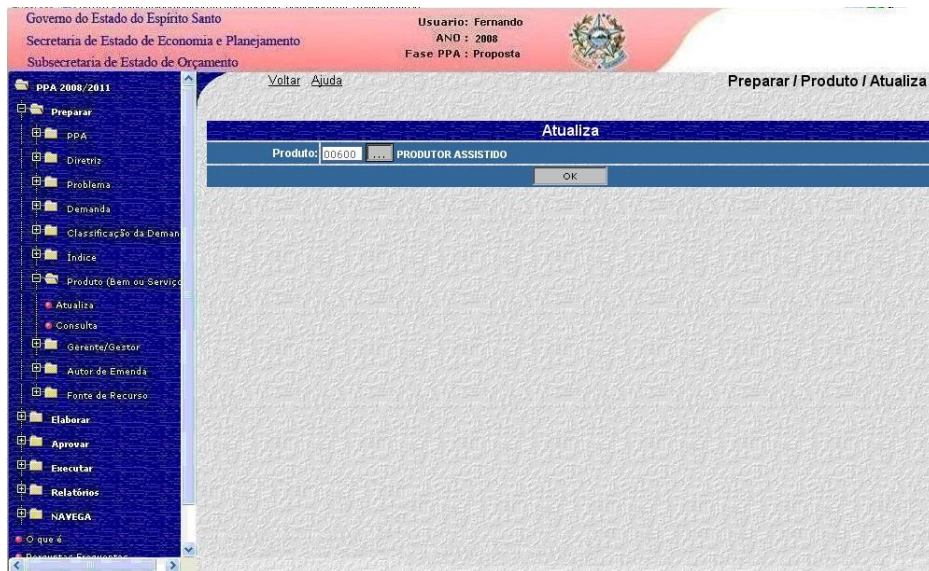 Governo do Estado do Espírito Santo
Secretaria de Estado de Economia e Planejamento
Subsecretaria de Estado de Orçamento
Usuario: Fernando
ANO : 2008
Fase PPA : Proposta
Voltar Ajuda
Preparar / Produto / Atualiza
Atualiza
Produto: 00600 ... PRODUTOR ASSISTIDO
OK
PPA 2008/2011
Preparar
PPA
Diretriz
Problema
Demanda
Classificação da Deman
Índice
Produto (Bem ou Serviço
Atualiza
Consulta
Gerente/Gestor
Autor de Emenda
Fonte de Recurso
Elaborar
Aprovar
Executar
Relatórios
NAVEGA
O que é
Perguntas Frequentes